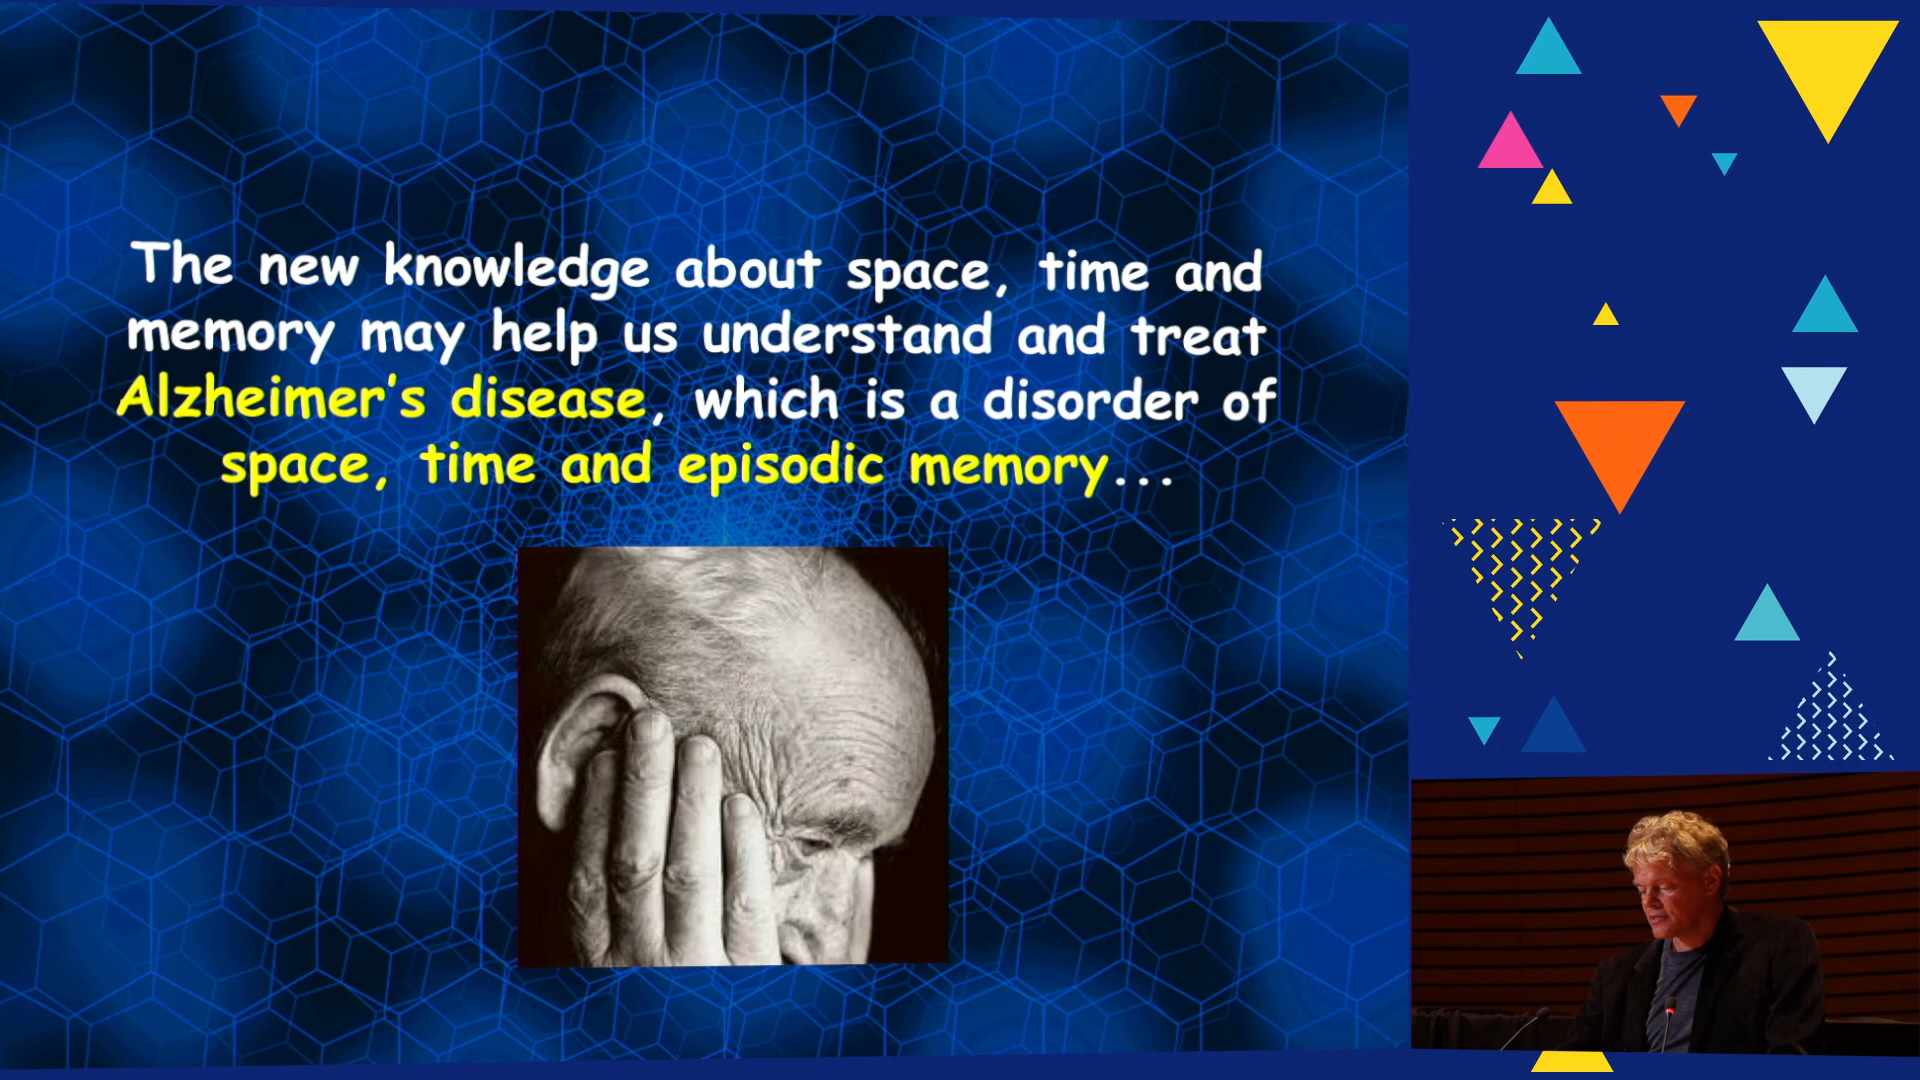 The new knowledge about space, time and
memory may help us understand and treat
Alzheimer's disease, which is a disorder of
space, time and episodic memory...